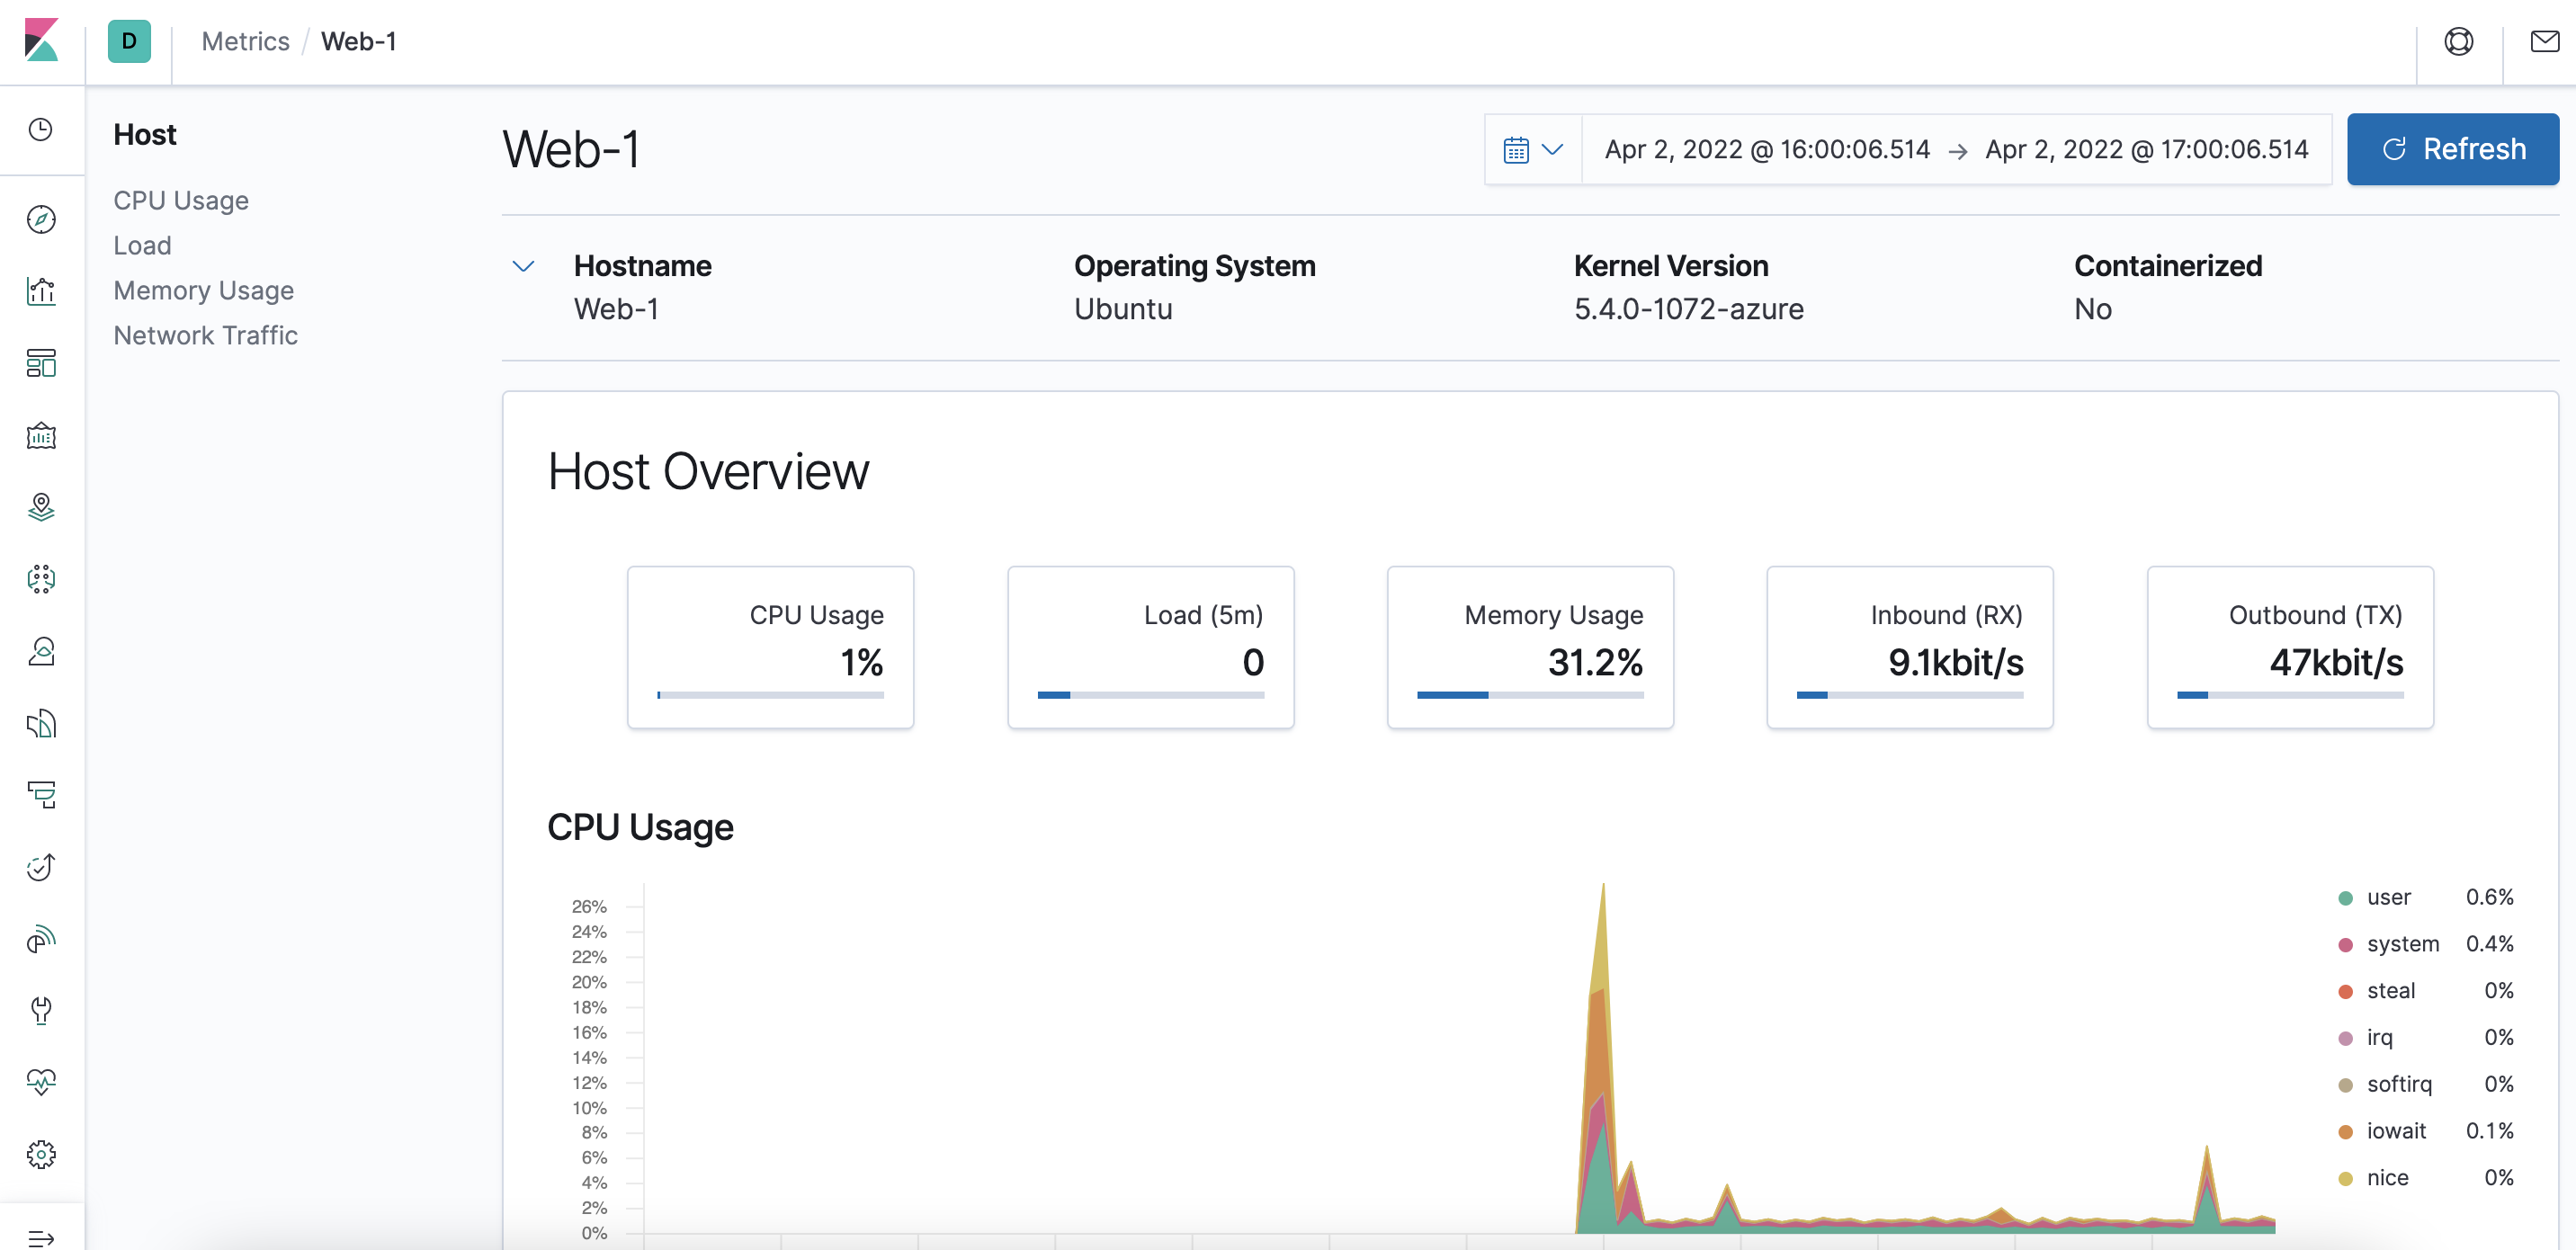 D Metrics / Web-1
Host
CPU Usage
Load
Memory Usage
Network Traffic
Web-1
Apr 2, 2022 @ 16:00:06.514 → Apr 2, 2022 @ 17:00:06.514
Refresh
Hostname
Web-1
Operating System
Ubuntu
Kernel Version
5.4.0-1072-azure
Containerized
No
Host Overview
CPU Usage
1%
Load (5m)
0
Memory Usage
31.2%
Inbound (RX)
9.1kbit/s
Outbound (TX)
47kbit/s
CPU Usage
26%
24%
22%
20%
18%
16%
14%
12%
10%
8%
6%
4%
2%
0%
user 0.6%
system 0.4%
steal 0%
irq 0%
softirq 0%
iowait 0.1%
nice 0%